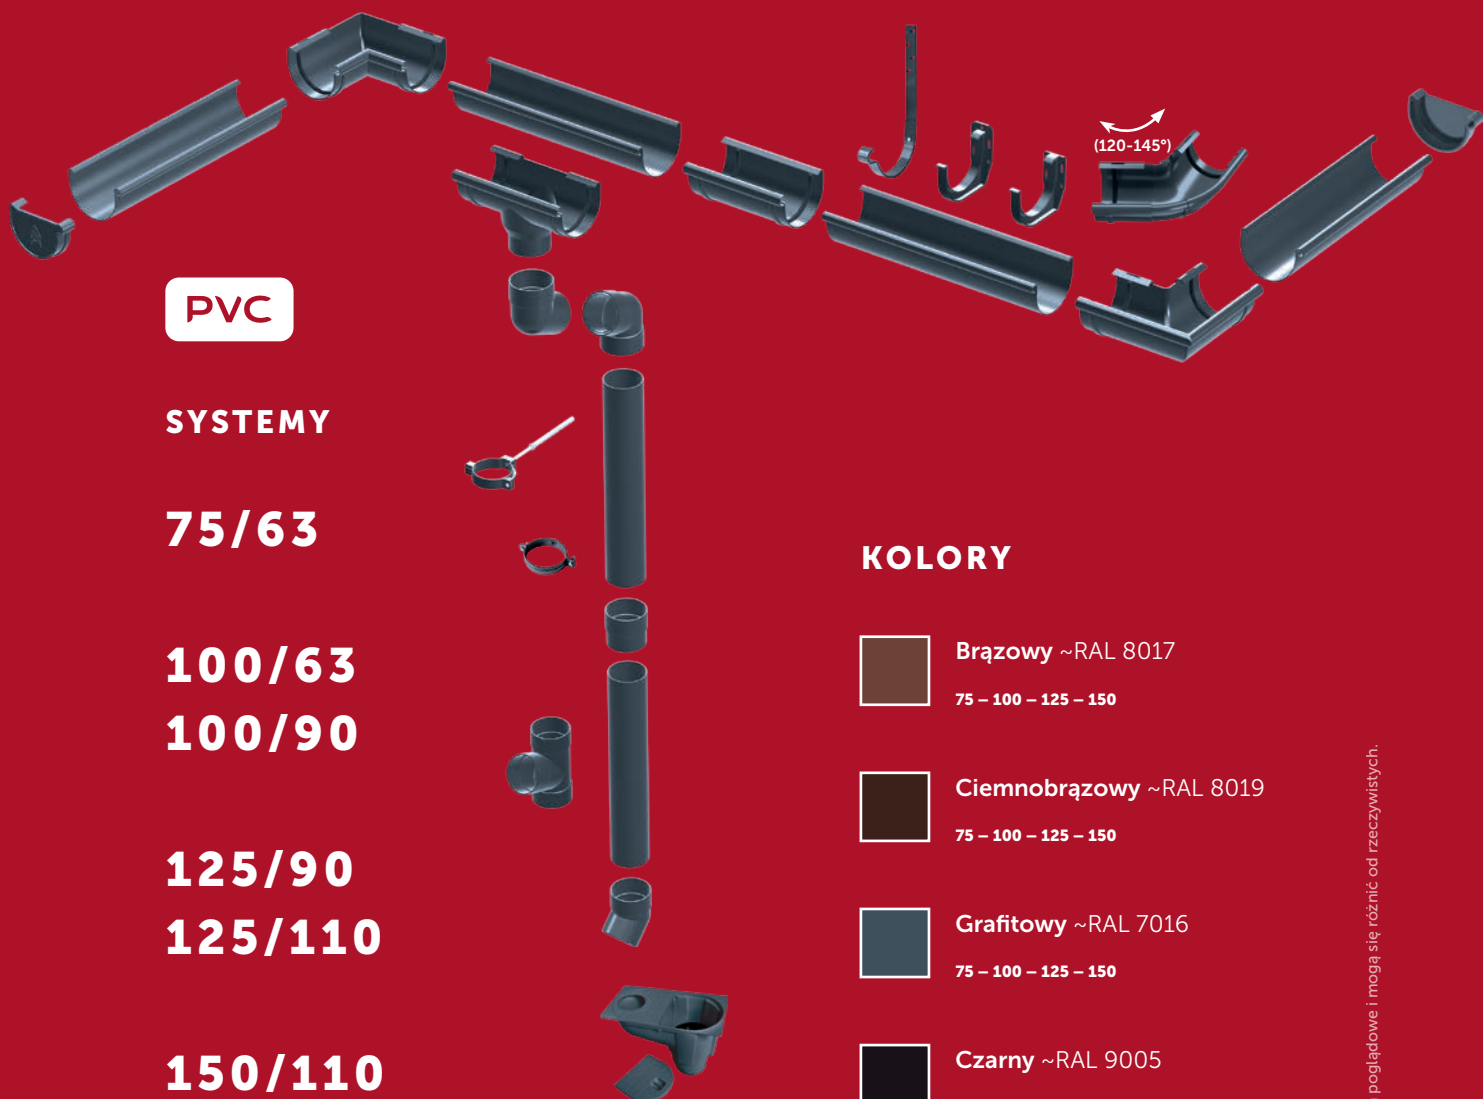 (120-145°)
PVC
SYSTEMY
75/63
100/63
100/90
125/90
125/110
150/110
KOLORY
Brązowy ~RAL 8017
75 – 100 – 125 – 150
Ciemnobrązowy ~RAL 8019
75 – 100 – 125 – 150
Grafitowy ~RAL 7016
75 – 100 – 125 – 150
Czarny ~RAL 9005
poglądowe i mogą się różnić od rzeczywistych.